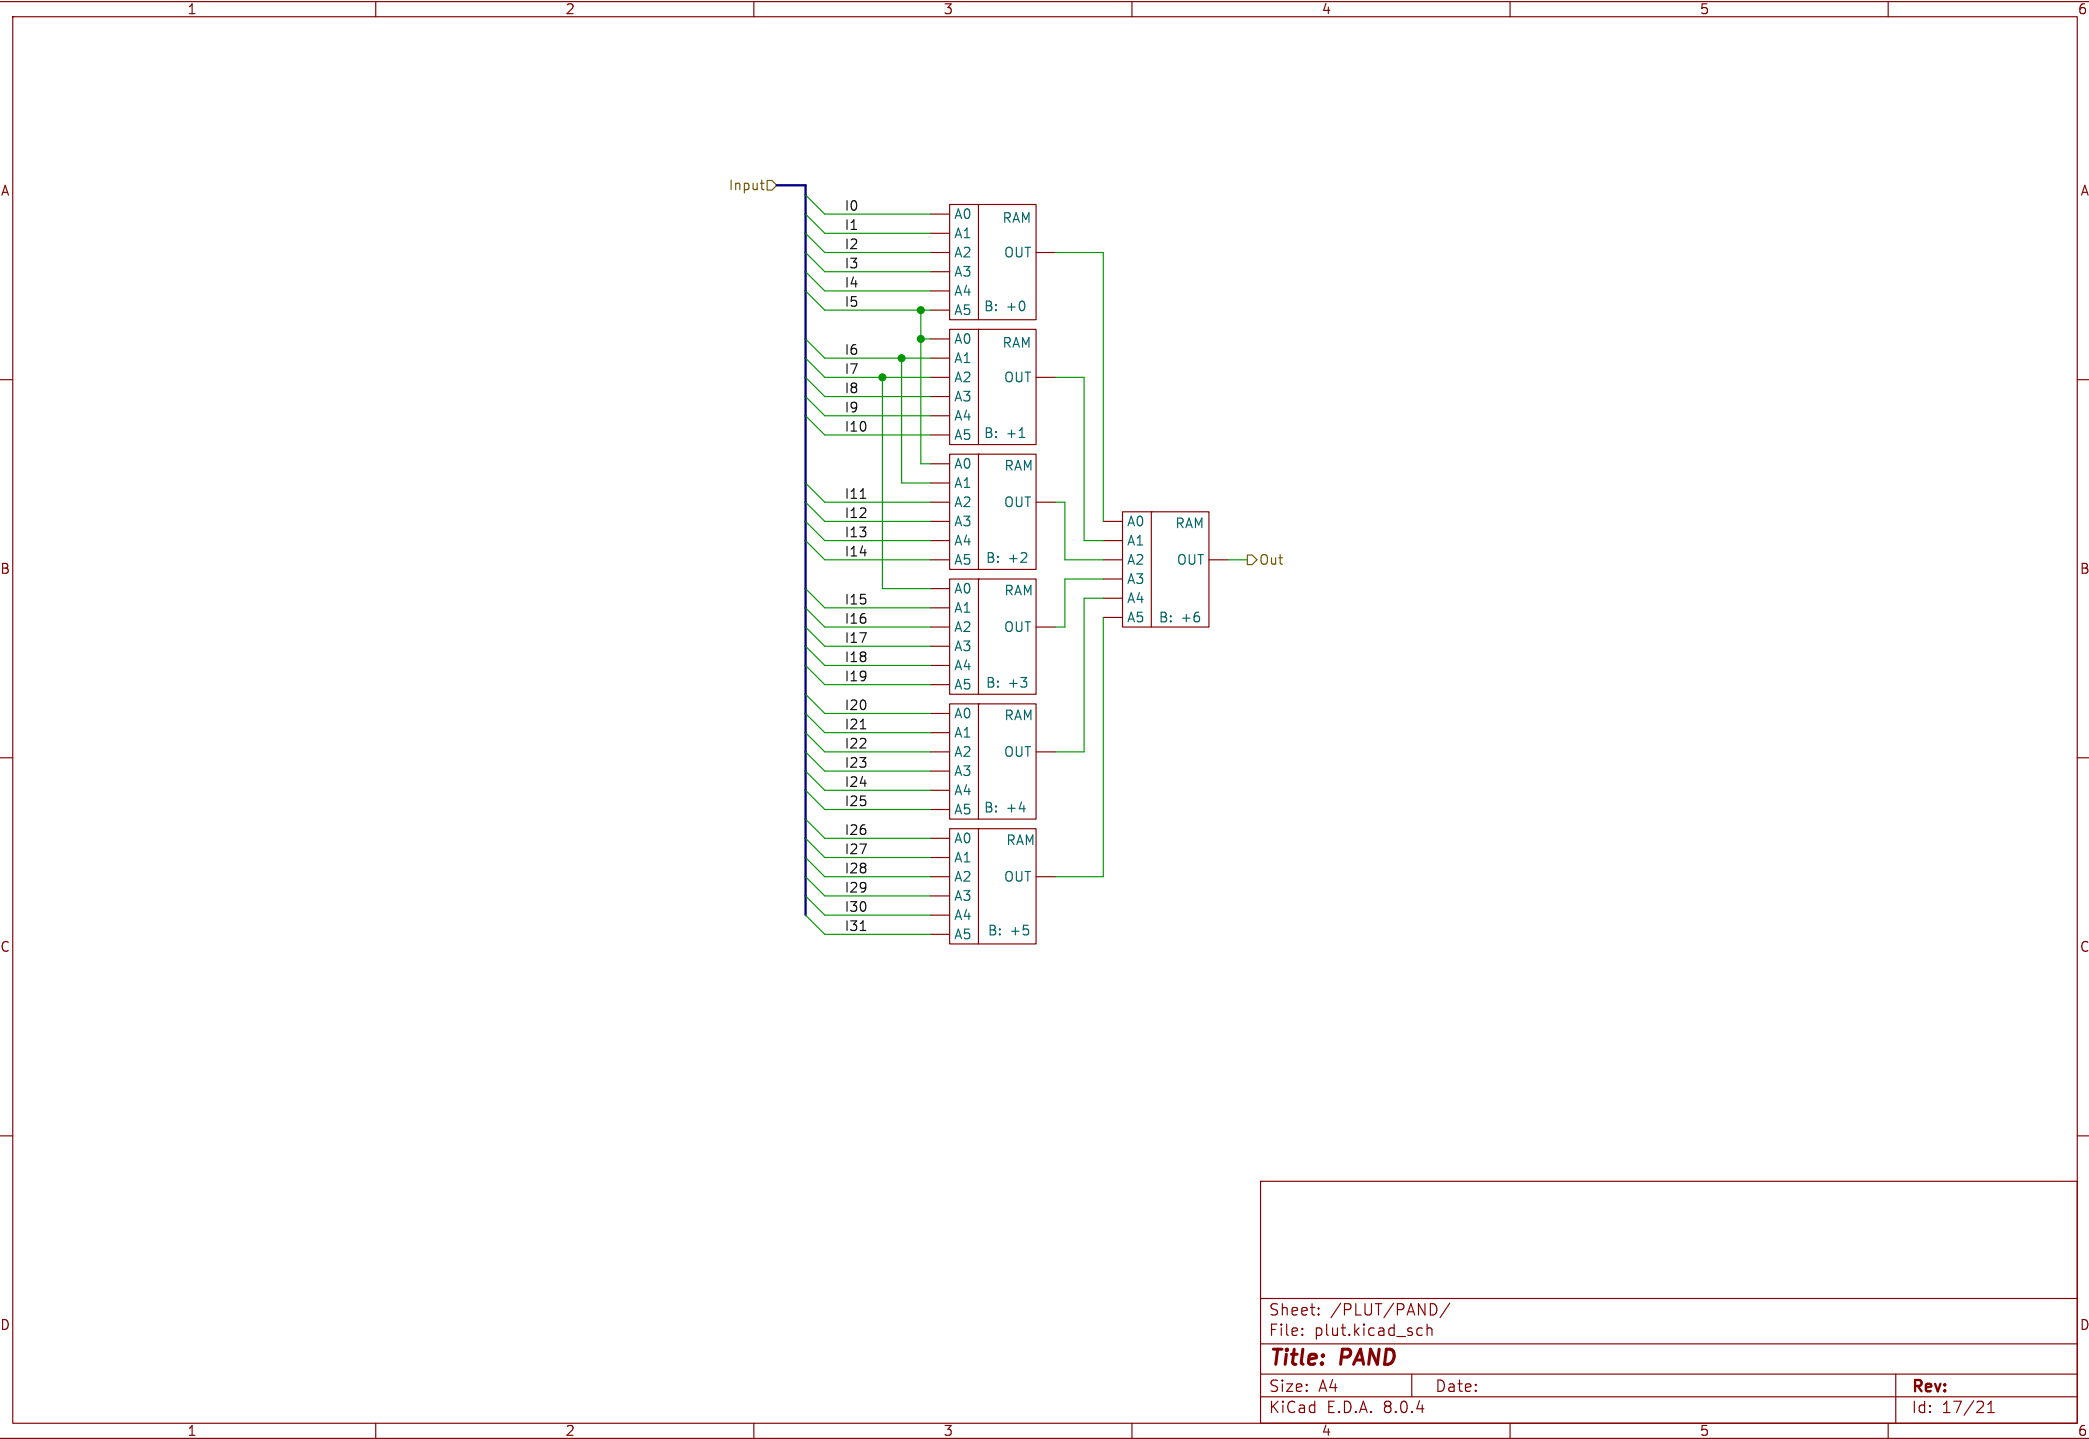 1 2 3 4 5 6
A A
Input
I0 A0 RAM
I1 A1
I2 A2 OUT
I3 A3
I4 A4
I5 A5 B: +0
A0 RAM
I6 A1
I7 A2 OUT
I8 A3
I9 A4
I10 A5 B: +1
A0 RAM
A1
I11 A2 OUT
I12 A3
I13 A4
I14 A5 B: +2
A0 RAM
A1
A2 OUT Out
A3
A4
A5 B: +6
B B
A0 RAM
I15 A1
I16 A2 OUT
I17 A3
I18 A4
I19 A5 B: +3
I20 A0 RAM
I21 A1
I22 A2 OUT
I23 A3
I24 A4
I25 A5 B: +4
I26 A0 RAM
I27 A1
I28 A2 OUT
I29 A3
I30 A4
I31 A5 B: +5
C C
Sheet: /PLUT/PAND/
File: plut.kicad_sch
D D
Title: PAND
Size: A4 Date: Rev:
KiCad E.D.A. 8.0.4 Id: 17/21
1 2 3 4 5 6